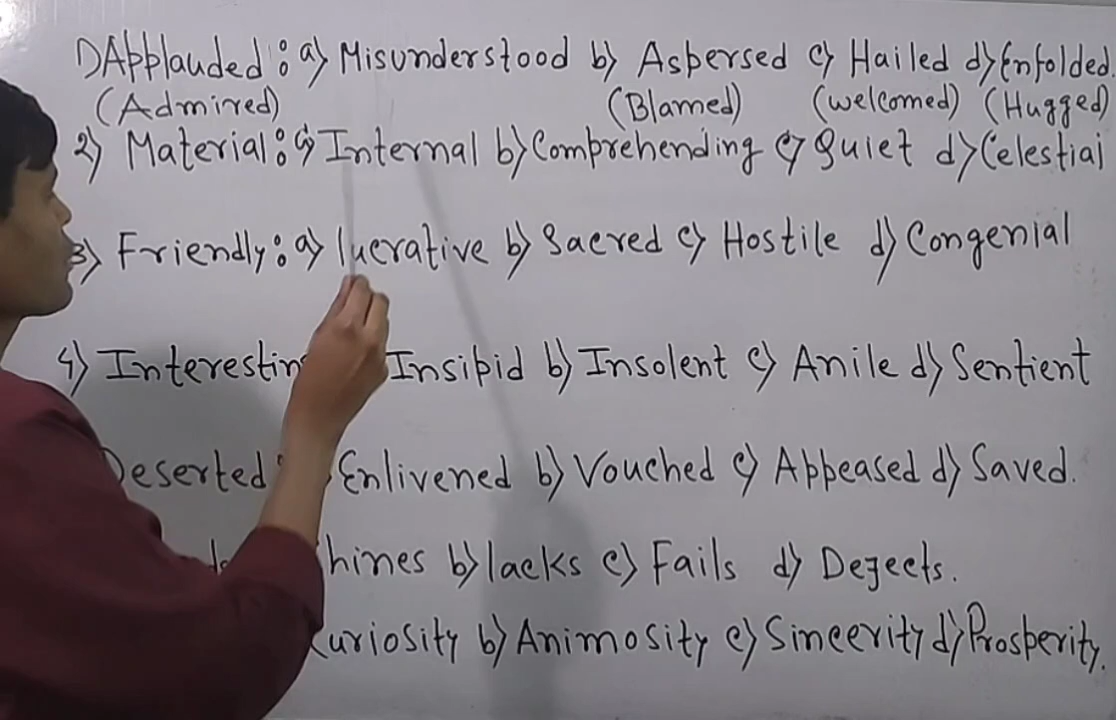 1) Applauded : a) Misunderstood b) Aspersed c) Hailed d) Enfolded.
(Admired) (Blamed) (welcomed) (Hugged)
2) Material : a) Internal b) Comprehending c) Quiet d) Celestial
3) Friendly : a) lucrative b) Sacred c) Hostile d) Congenial
4) Interestin Insipid b) Insolent c) Anile d) Sentient
Deserted : Enlivened b) Vouched c) Appeased d) Saved.
hines b) lacks c) Fails d) Dejects.
Curiosity b) Animosity c) Sincerity d) Prosperity.